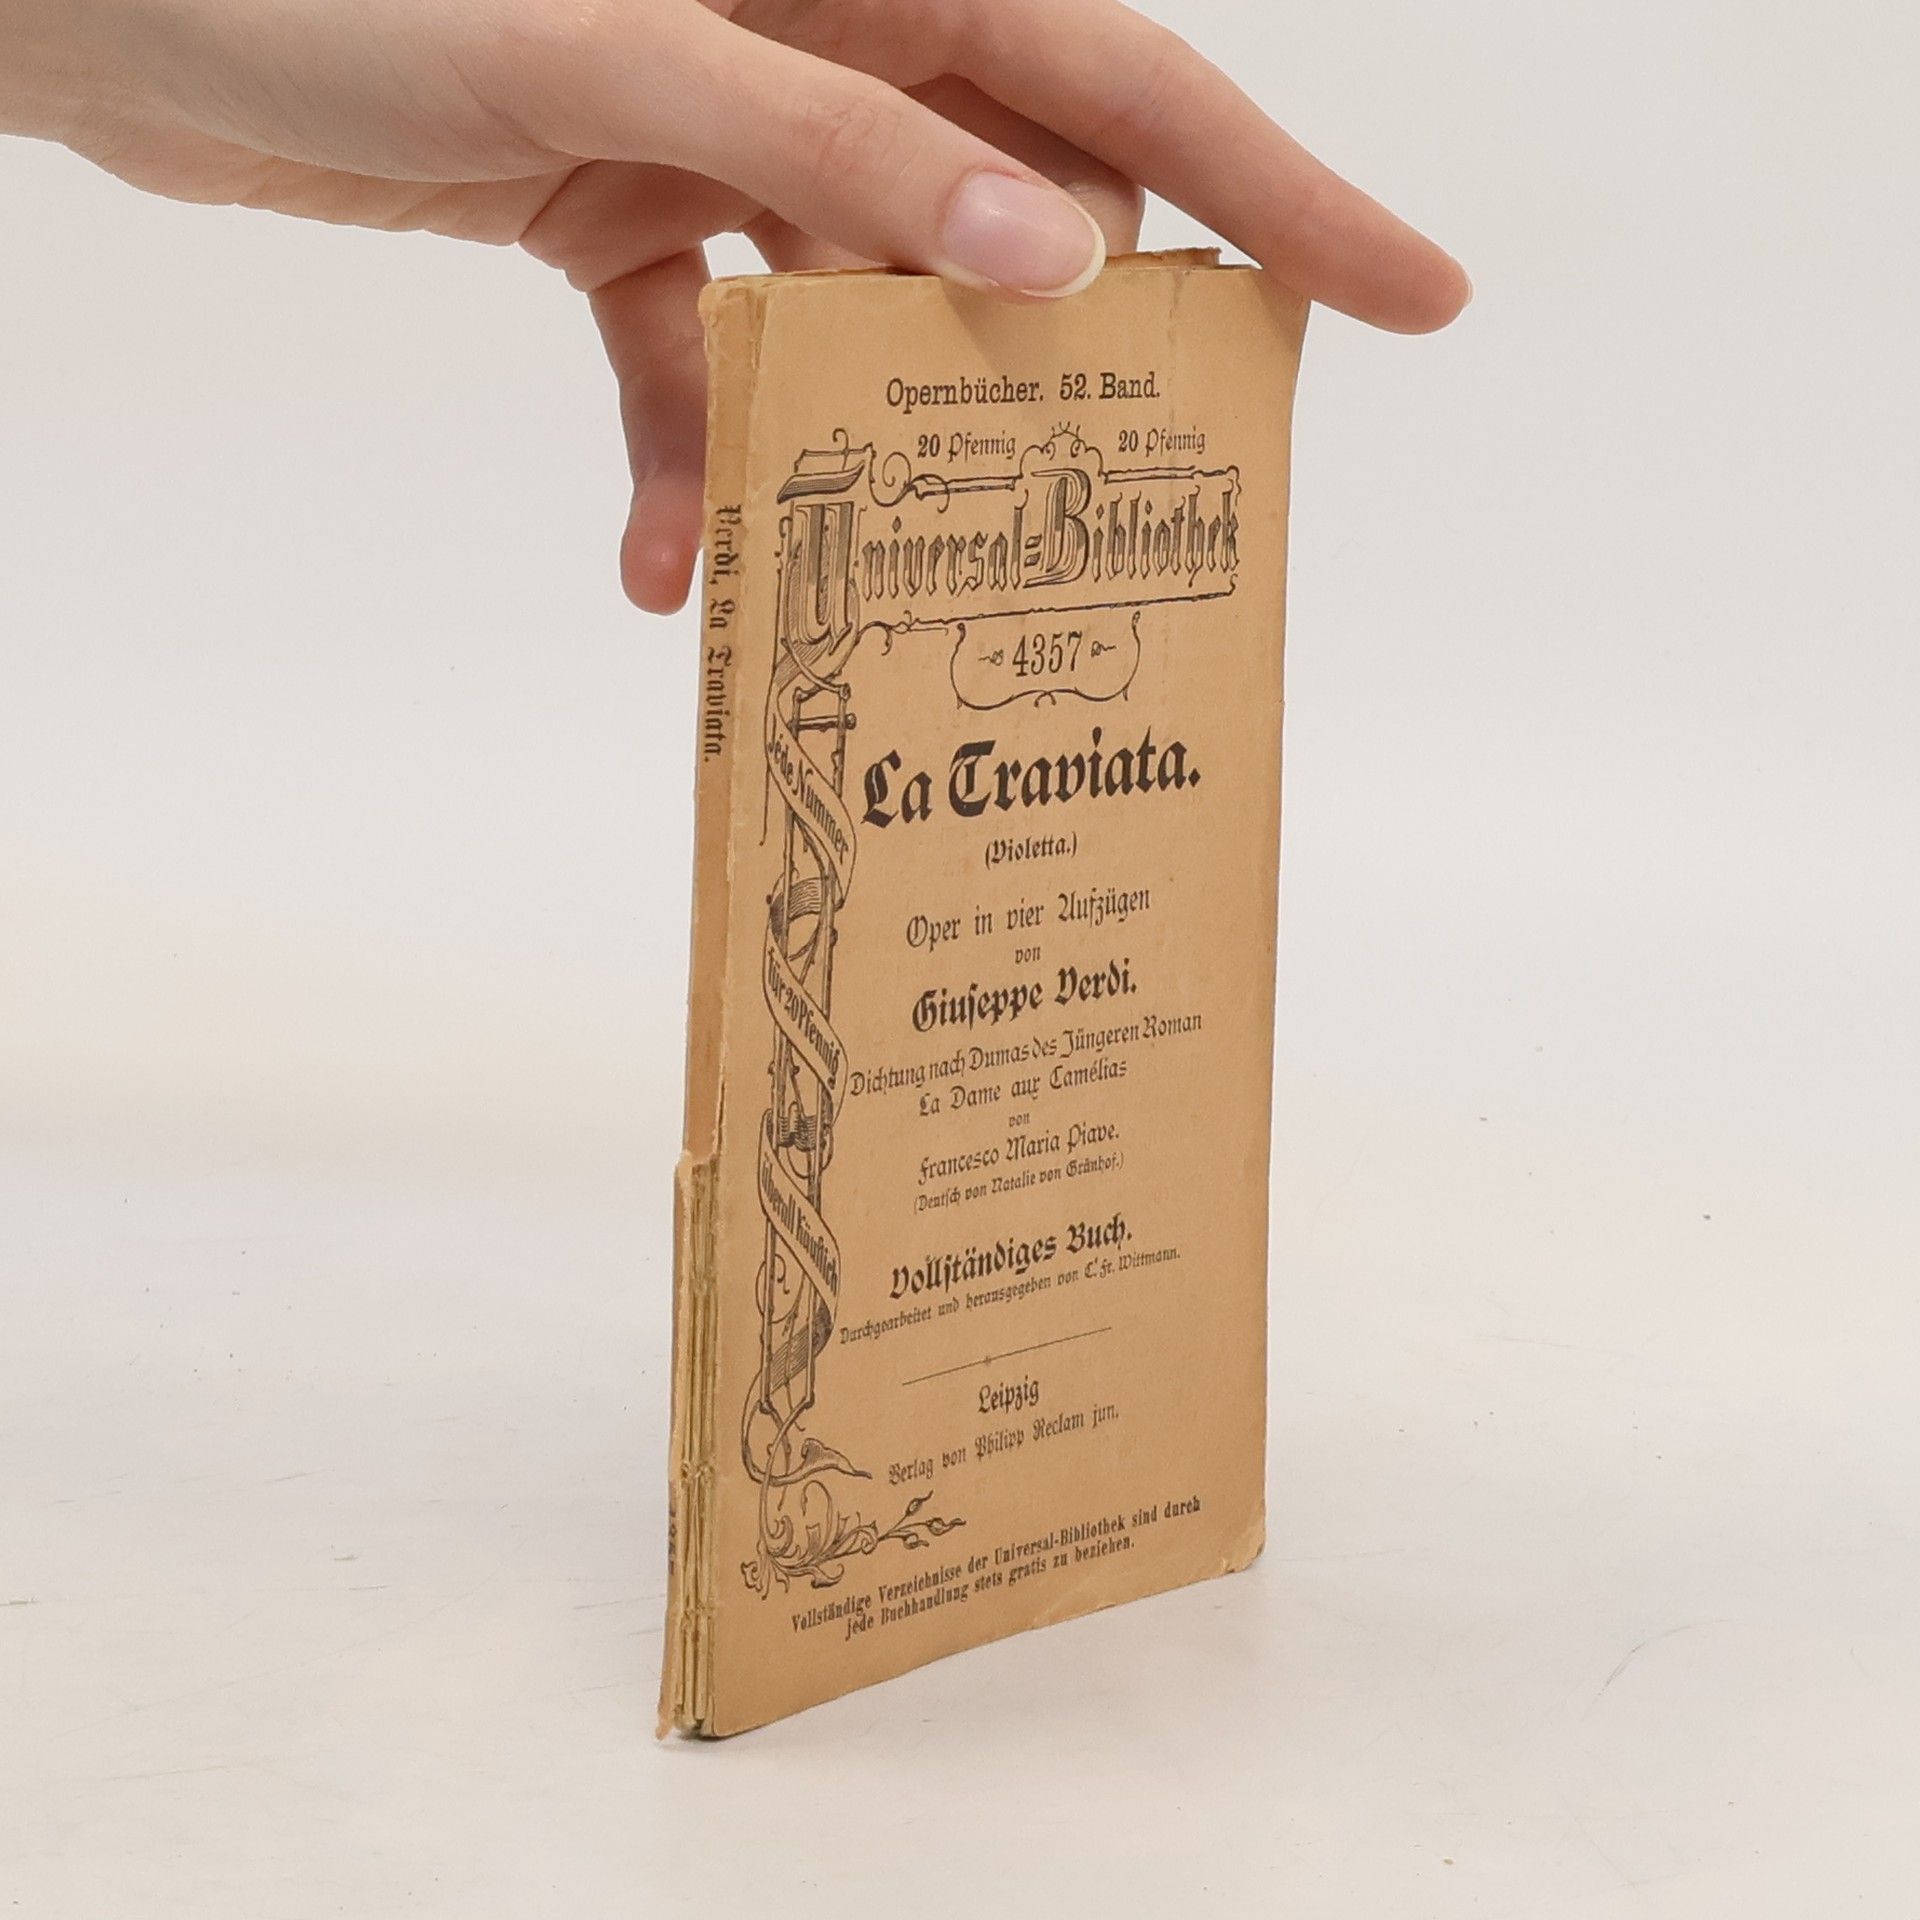 Opernbücher. 52. Band.
20 Pfennig 20 Pfennig
Universal-Bibliothek
4357
La Traviata.
(Violetta.)
Oper in vier Aufzügen
von
Giuseppe Verdi.
Dichtung nach Dumas des Jüngeren Roman
La Dame aux Camélias
von
Francesco Maria Piave.
(Deutsch von Natalie von Grünhof.)
Vollständiges Buch.
Durchgearbeitet und herausgegeben von C. Fr. Wittmann.
Leipzig
Verlag von Philipp Reclam jun.
Vollständige Verzeichnisse der Universal-Bibliothek sind durch
jede Buchhandlung stets gratis zu beziehen.
Jede Nummer
für 20 Pfennig
überall käuflich
Verdi, La Traviata.